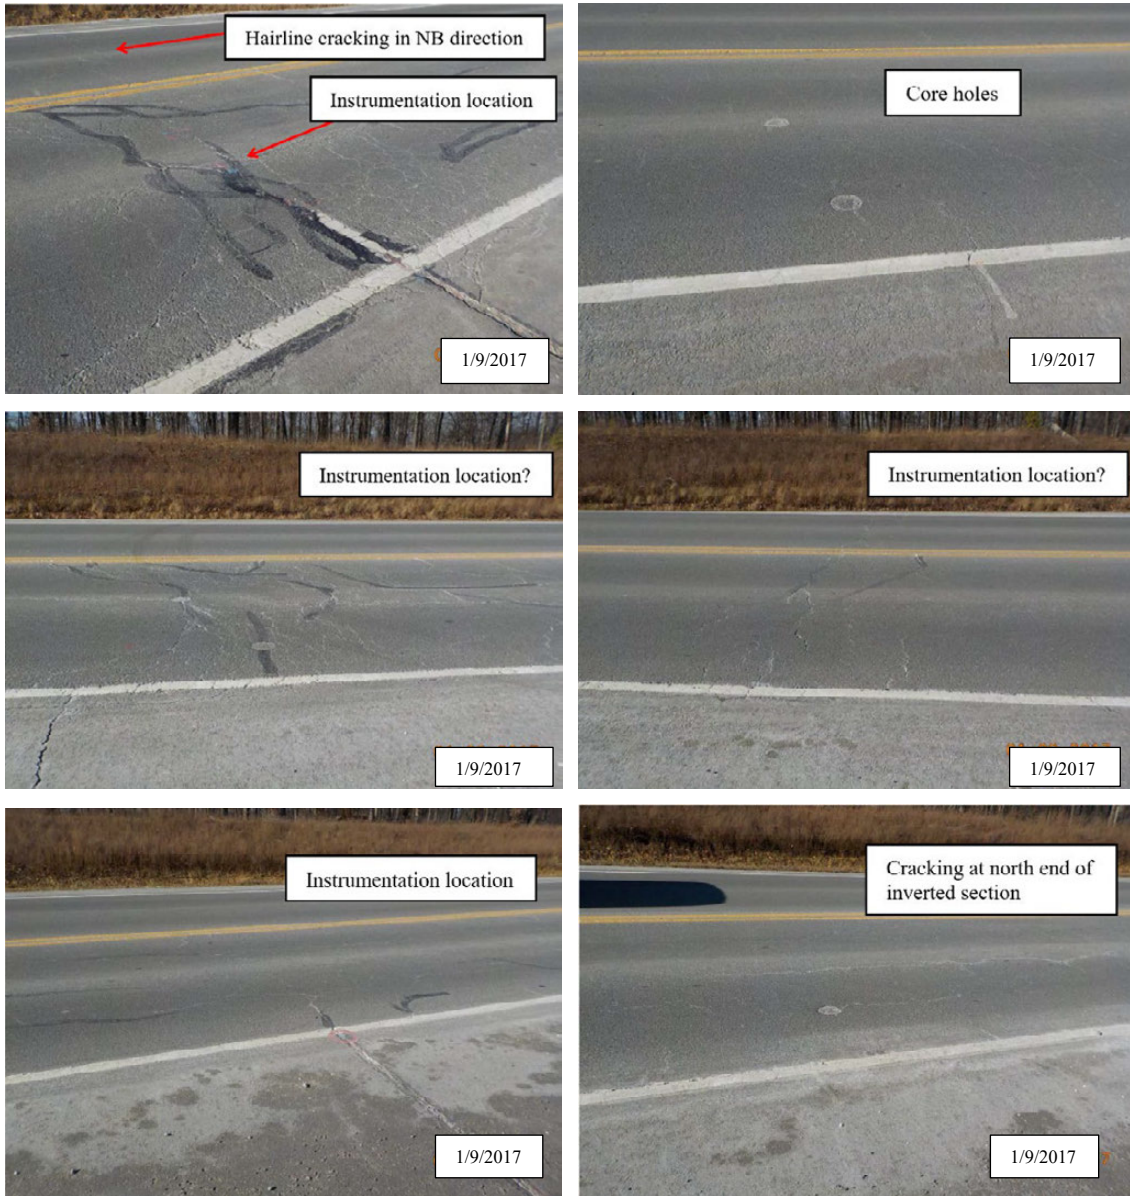 Hairline cracking in NB direction
Instrumentation location
1/9/2017
Core holes
1/9/2017
Instrumentation location?
1/9/2017
Instrumentation location?
1/9/2017
Instrumentation location
1/9/2017
Cracking at north end of
inverted section
1/9/2017